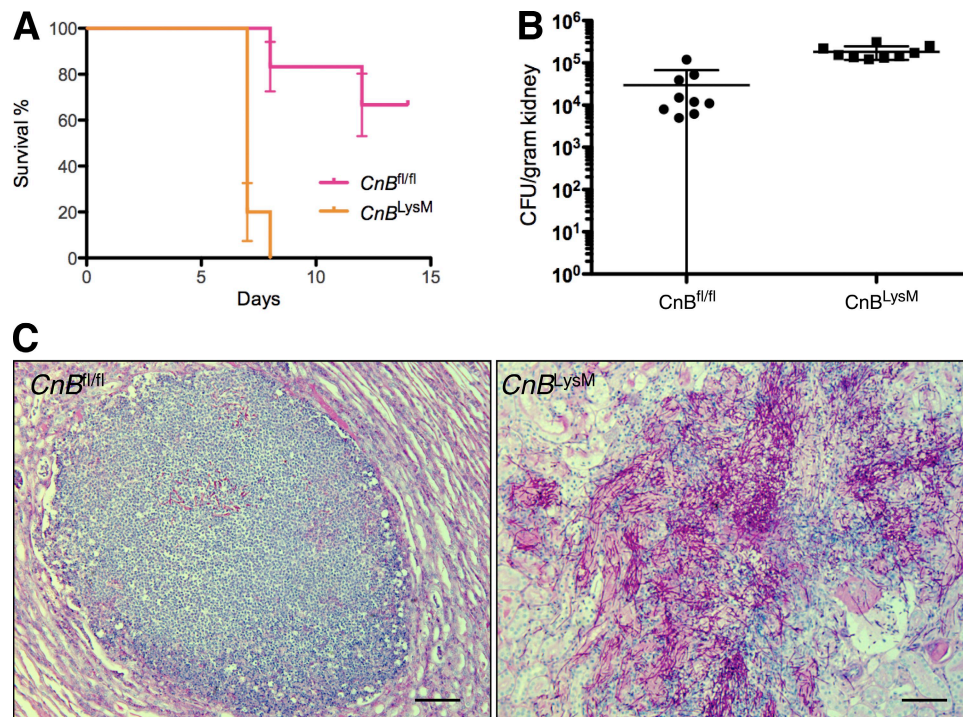 A
Survival %
100
80
60
40
20
0
0 5 10 15
Days
CnB^fl/fl
CnB^LysM
B
CFU/gram kidney
10^6
10^5
10^4
10^3
10^2
10^1
10^0
CnB^fl/fl CnB^LysM
C
CnB^fl/fl CnB^LysM